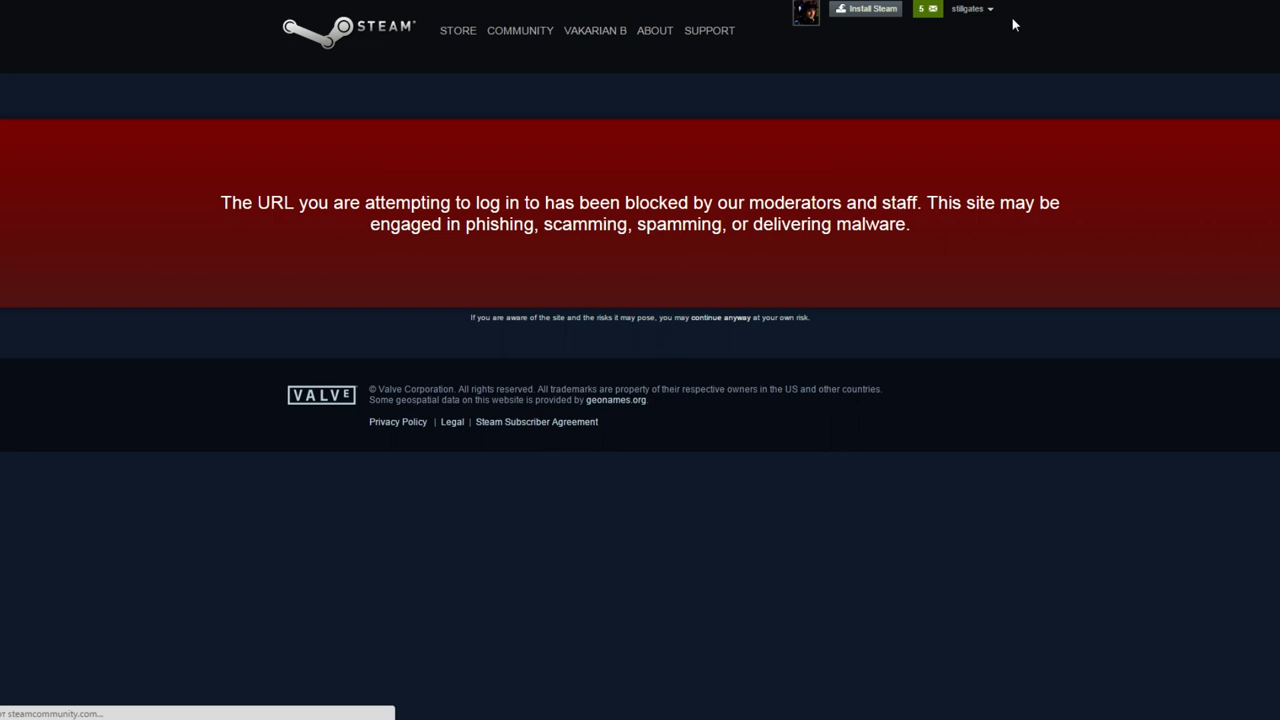 STEAM
STORE COMMUNITY VAKARIAN B ABOUT SUPPORT
Install Steam
5
stillgates
The URL you are attempting to log in to has been blocked by our moderators and staff. This site may be
engaged in phishing, scamming, spamming, or delivering malware.
If you are aware of the site and the risks it may pose, you may continue anyway at your own risk.
VALVE
© Valve Corporation. All rights reserved. All trademarks are property of their respective owners in the US and other countries.
Some geospatial data on this website is provided by geonames.org.
Privacy Policy | Legal | Steam Subscriber Agreement
от steamcommunity.com...